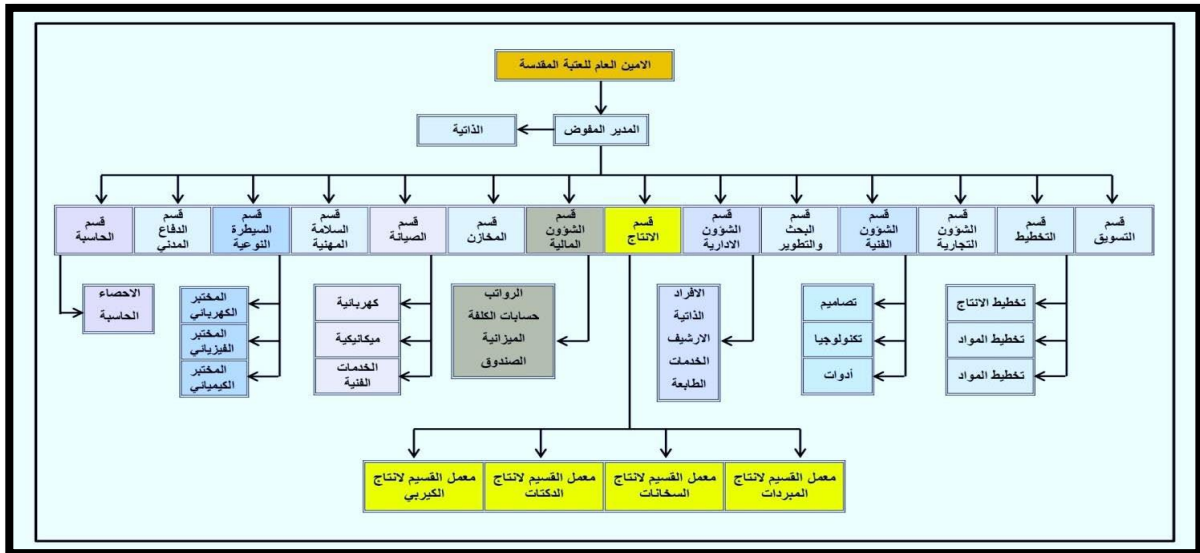 الامين العام للعتبة المقدسة
المدير المفوض
الذاتية
قسم
التسويق
قسم
التخطيط
قسم
الشؤون
التجارية
قسم
الشؤون
الفنية
قسم
البحث
والتطوير
قسم
الشؤون
الادارية
قسم
الانتاج
قسم
الشؤون
المالية
قسم
المخازن
قسم
الصيانة
قسم
السلامة
المهنية
قسم
السيطرة
النوعية
قسم
الدفاع
المدني
قسم
الحاسبة
تخطيط الانتاج
تخطيط المواد
تخطيط المواد
تصاميم
تكنولوجيا
أدوات
الافراد
الذاتية
الارشيف
الخدمات
الطابعة
الرواتب
حسابات الكلفة
الميزانية
الصندوق
كهربائية
ميكانيكية
الخدمات
الفنية
المختبر
الكهربائي
المختبر
الفيزيائي
المختبر
الكيميائي
الاحصاء
الحاسبة
معمل القسيم لانتاج
المبردات
معمل القسيم لانتاج
السخانات
معمل القسيم لانتاج
الدكتات
معمل القسيم لانتاج
الكيربي